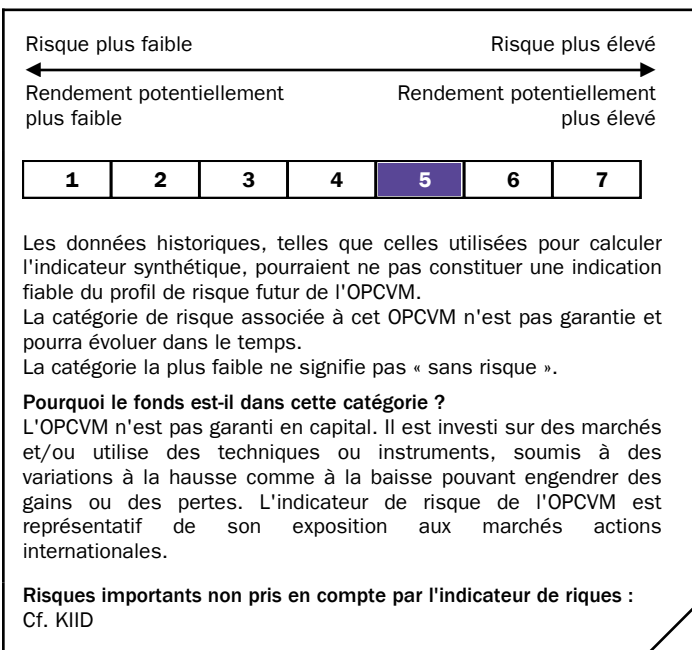 Risque plus faible Risque plus élevé
Rendement potentiellement Rendement potentiellement
plus faible plus élevé
1 2 3 4 5 6 7
Les données historiques, telles que celles utilisées pour calculer
l'indicateur synthétique, pourraient ne pas constituer une indication
fiable du profil de risque futur de l'OPCVM.
La catégorie de risque associée à cet OPCVM n'est pas garantie et
pourra évoluer dans le temps.
La catégorie la plus faible ne signifie pas « sans risque ».
Pourquoi le fonds est-il dans cette catégorie ?
L'OPCVM n'est pas garanti en capital. Il est investi sur des marchés
et/ou utilise des techniques ou instruments, soumis à des
variations à la hausse comme à la baisse pouvant engendrer des
gains ou des pertes. L'indicateur de risque de l'OPCVM est
représentatif de son exposition aux marchés actions
internationales.
Risques importants non pris en compte par l'indicateur de riques :
Cf. KIID